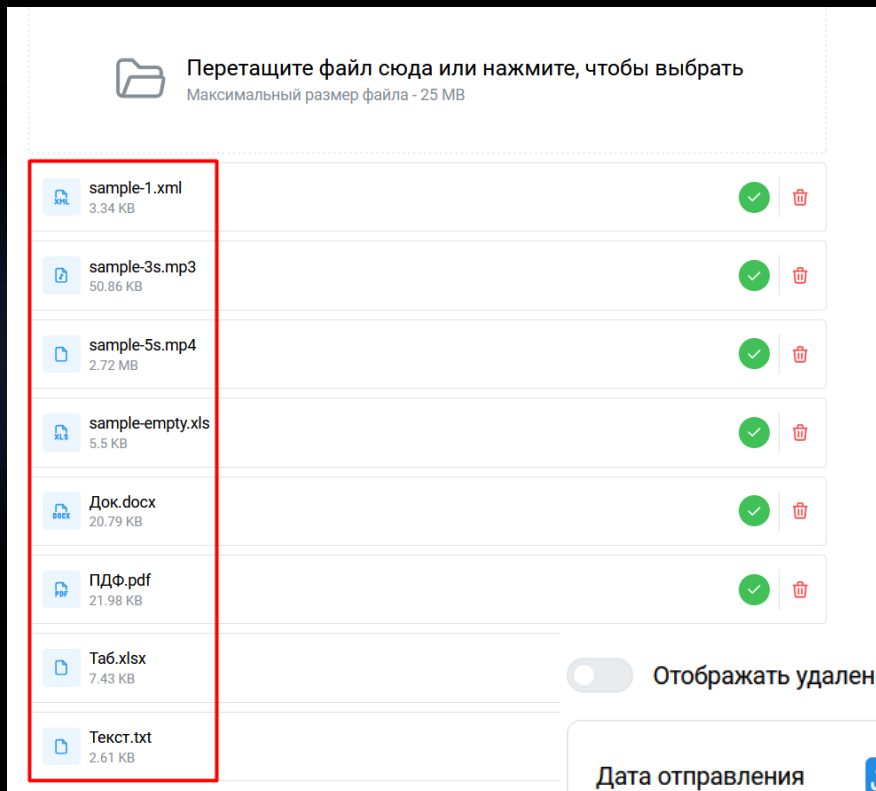 Перетащите файл сюда или нажмите, чтобы выбрать
Максимальный размер файла - 25 MB
XML
sample-1.xml
3.34 KB
sample-3s.mp3
50.86 KB
sample-5s.mp4
2.72 MB
XLS
sample-empty.xls
5.5 KB
DOCX
Док.docx
20.79 KB
PDF
ПДФ.pdf
21.98 KB
Таб.xlsx
7.43 KB
Отображать удален
Текст.txt
2.61 KB
Дата отправления